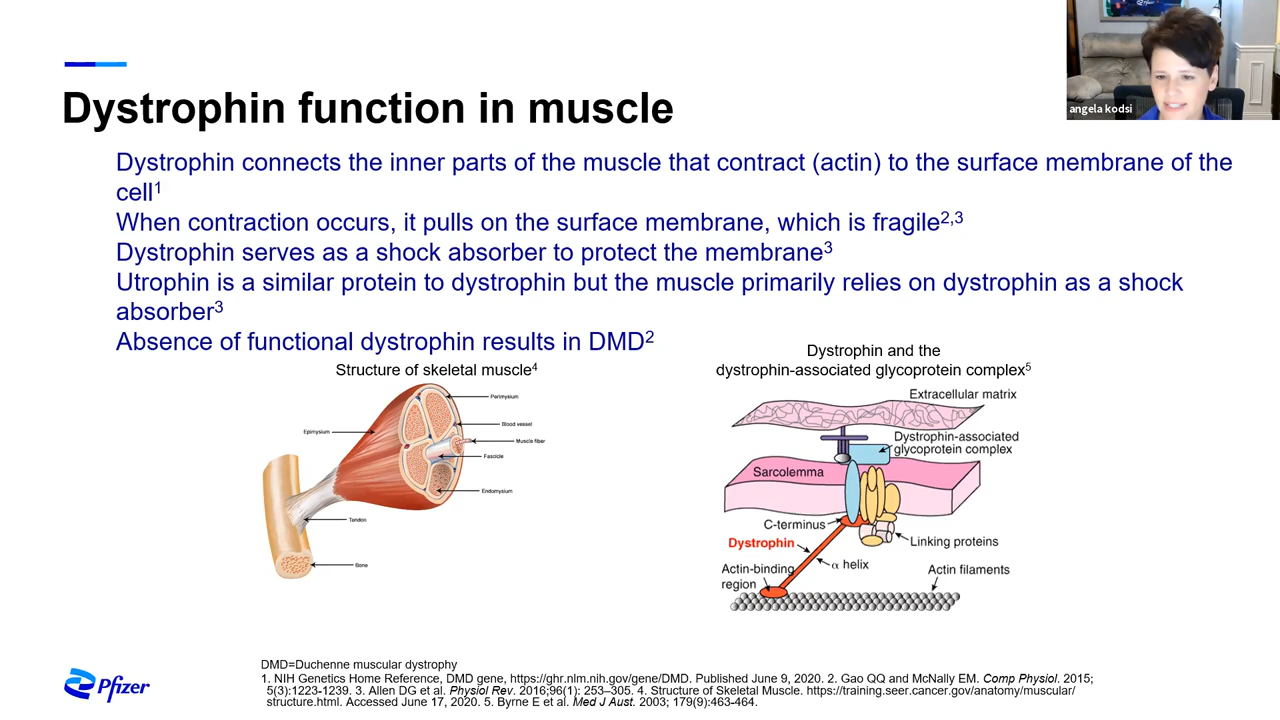 angela kodsi
Dystrophin function in muscle
Dystrophin connects the inner parts of the muscle that contract (actin) to the surface membrane of the
cell1
When contraction occurs, it pulls on the surface membrane, which is fragile2,3
Dystrophin serves as a shock absorber to protect the membrane3
Utrophin is a similar protein to dystrophin but the muscle primarily relies on dystrophin as a shock
absorber3
Absence of functional dystrophin results in DMD2
Structure of skeletal muscle4
Perimysium
Blood vessel
Epimysium
Muscle fiber
Fascicle
Endomysium
Tendon
Bone
Dystrophin and the
dystrophin-associated glycoprotein complex5
Extracellular matrix
Dystrophin-associated
glycoprotein complex
Sarcolemma
C-terminus
Dystrophin
Linking proteins
α helix
Actin-binding
region
Actin filaments
Pfizer
DMD=Duchenne muscular dystrophy
1. NIH Genetics Home Reference, DMD gene, https://ghr.nlm.nih.gov/gene/DMD. Published June 9, 2020. 2. Gao QQ and McNally EM. Comp Physiol. 2015;
5(3):1223-1239. 3. Allen DG et al. Physiol Rev. 2016;96(1): 253–305. 4. Structure of Skeletal Muscle. https://training.seer.cancer.gov/anatomy/muscular/
structure.html. Accessed June 17, 2020. 5. Byrne E et al. Med J Aust. 2003; 179(9):463-464.